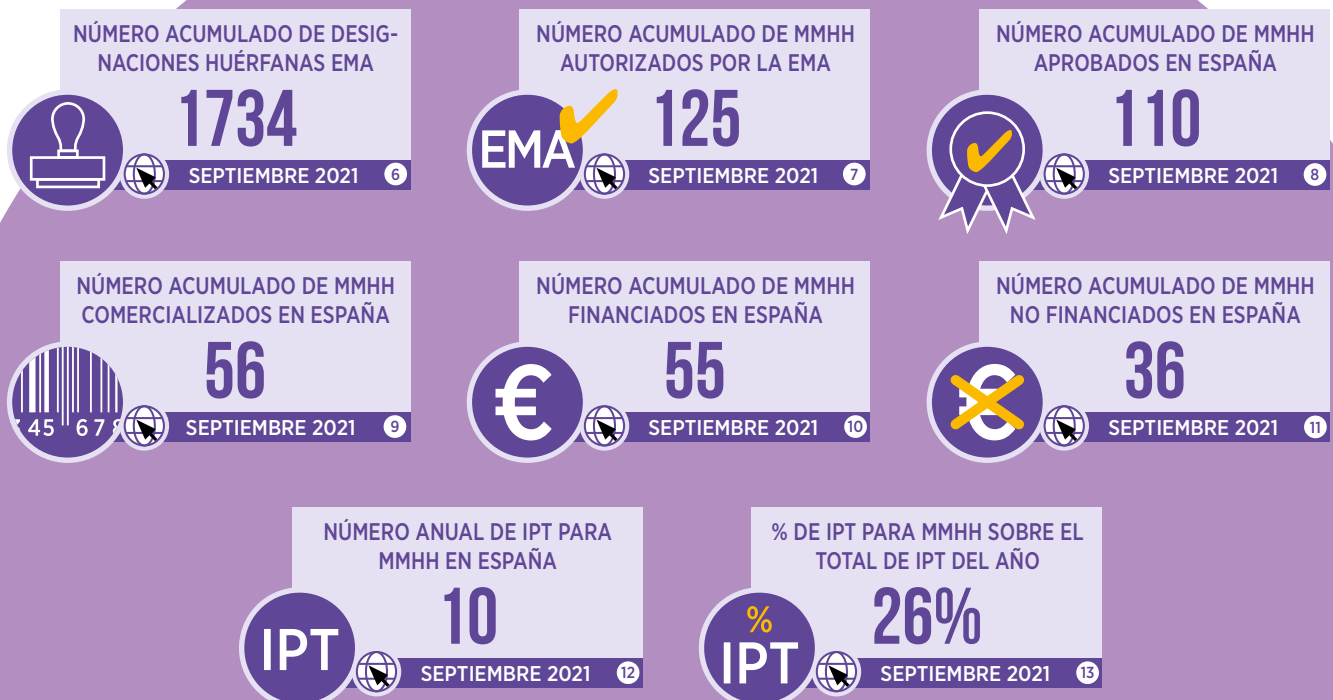 NÚMERO ACUMULADO DE DESIG-
NACIONES HUÉRFANAS EMA
1734
SEPTIEMBRE 2021 6
NÚMERO ACUMULADO DE MMHH
AUTORIZADOS POR LA EMA
EMA
125
SEPTIEMBRE 2021 7
NÚMERO ACUMULADO DE MMHH
APROBADOS EN ESPAÑA
110
SEPTIEMBRE 2021 8
NÚMERO ACUMULADO DE MMHH
COMERCIALIZADOS EN ESPAÑA
56
345 678
SEPTIEMBRE 2021 9
NÚMERO ACUMULADO DE MMHH
FINANCIADOS EN ESPAÑA
55
€
SEPTIEMBRE 2021 10
NÚMERO ACUMULADO DE MMHH
NO FINANCIADOS EN ESPAÑA
36
€
SEPTIEMBRE 2021 11
NÚMERO ANUAL DE IPT PARA
MMHH EN ESPAÑA
10
IPT
SEPTIEMBRE 2021 12
% DE IPT PARA MMHH SOBRE EL
TOTAL DE IPT DEL AÑO
26%
%
IPT
SEPTIEMBRE 2021 13